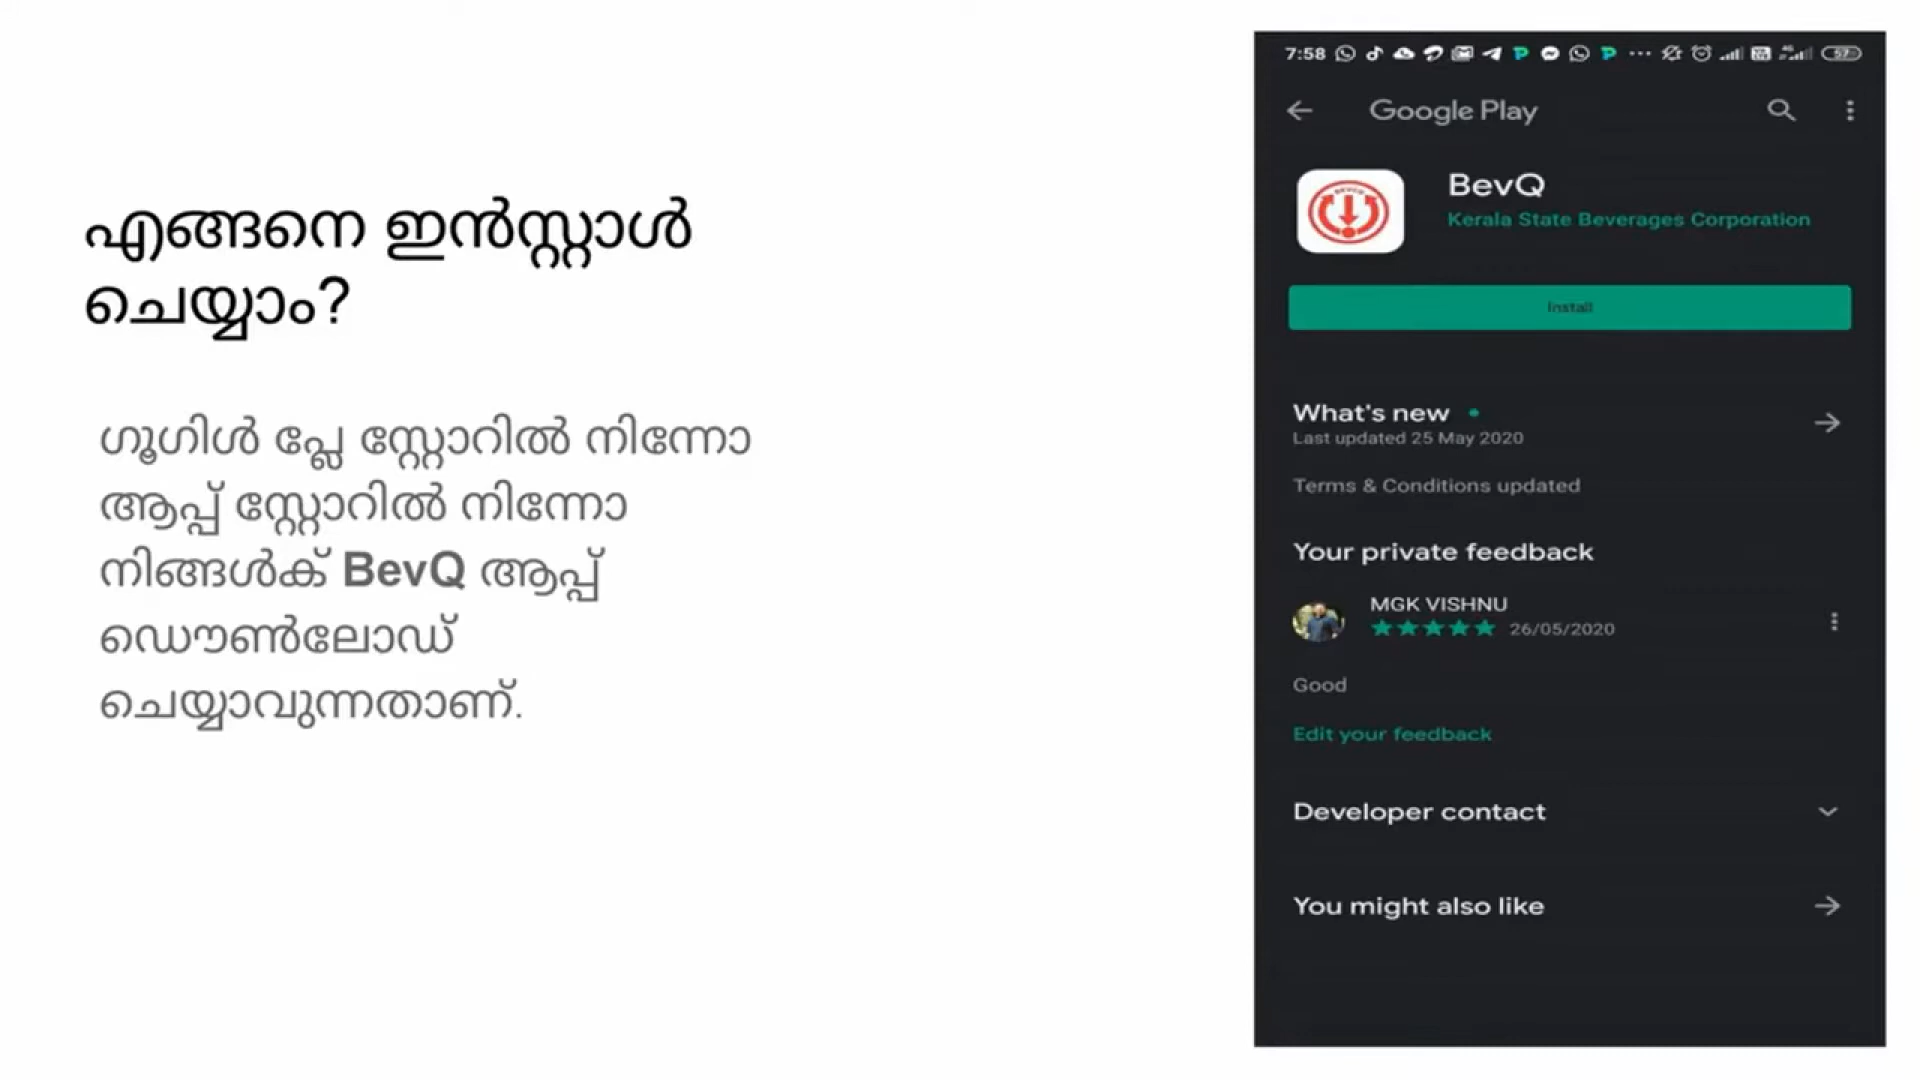 എങ്ങനെ ഇൻസ്റ്റാൾ
ചെയ്യാം?
ഗൂഗിൾ പ്ലേ സ്റ്റോറിൽ നിന്നോ
ആപ്പ് സ്റ്റോറിൽ നിന്നോ
നിങ്ങൾക് BevQ ആപ്പ്
ഡൌൺലോഡ്
ചെയ്യാവുന്നതാണ്.
7:58
57
Google Play
BevQ
Kerala State Beverages Corporation
Install
What's new
Last updated 25 May 2020
Terms & Conditions updated
Your private feedback
MGK VISHNU
26/05/2020
Good
Edit your feedback
Developer contact
You might also like